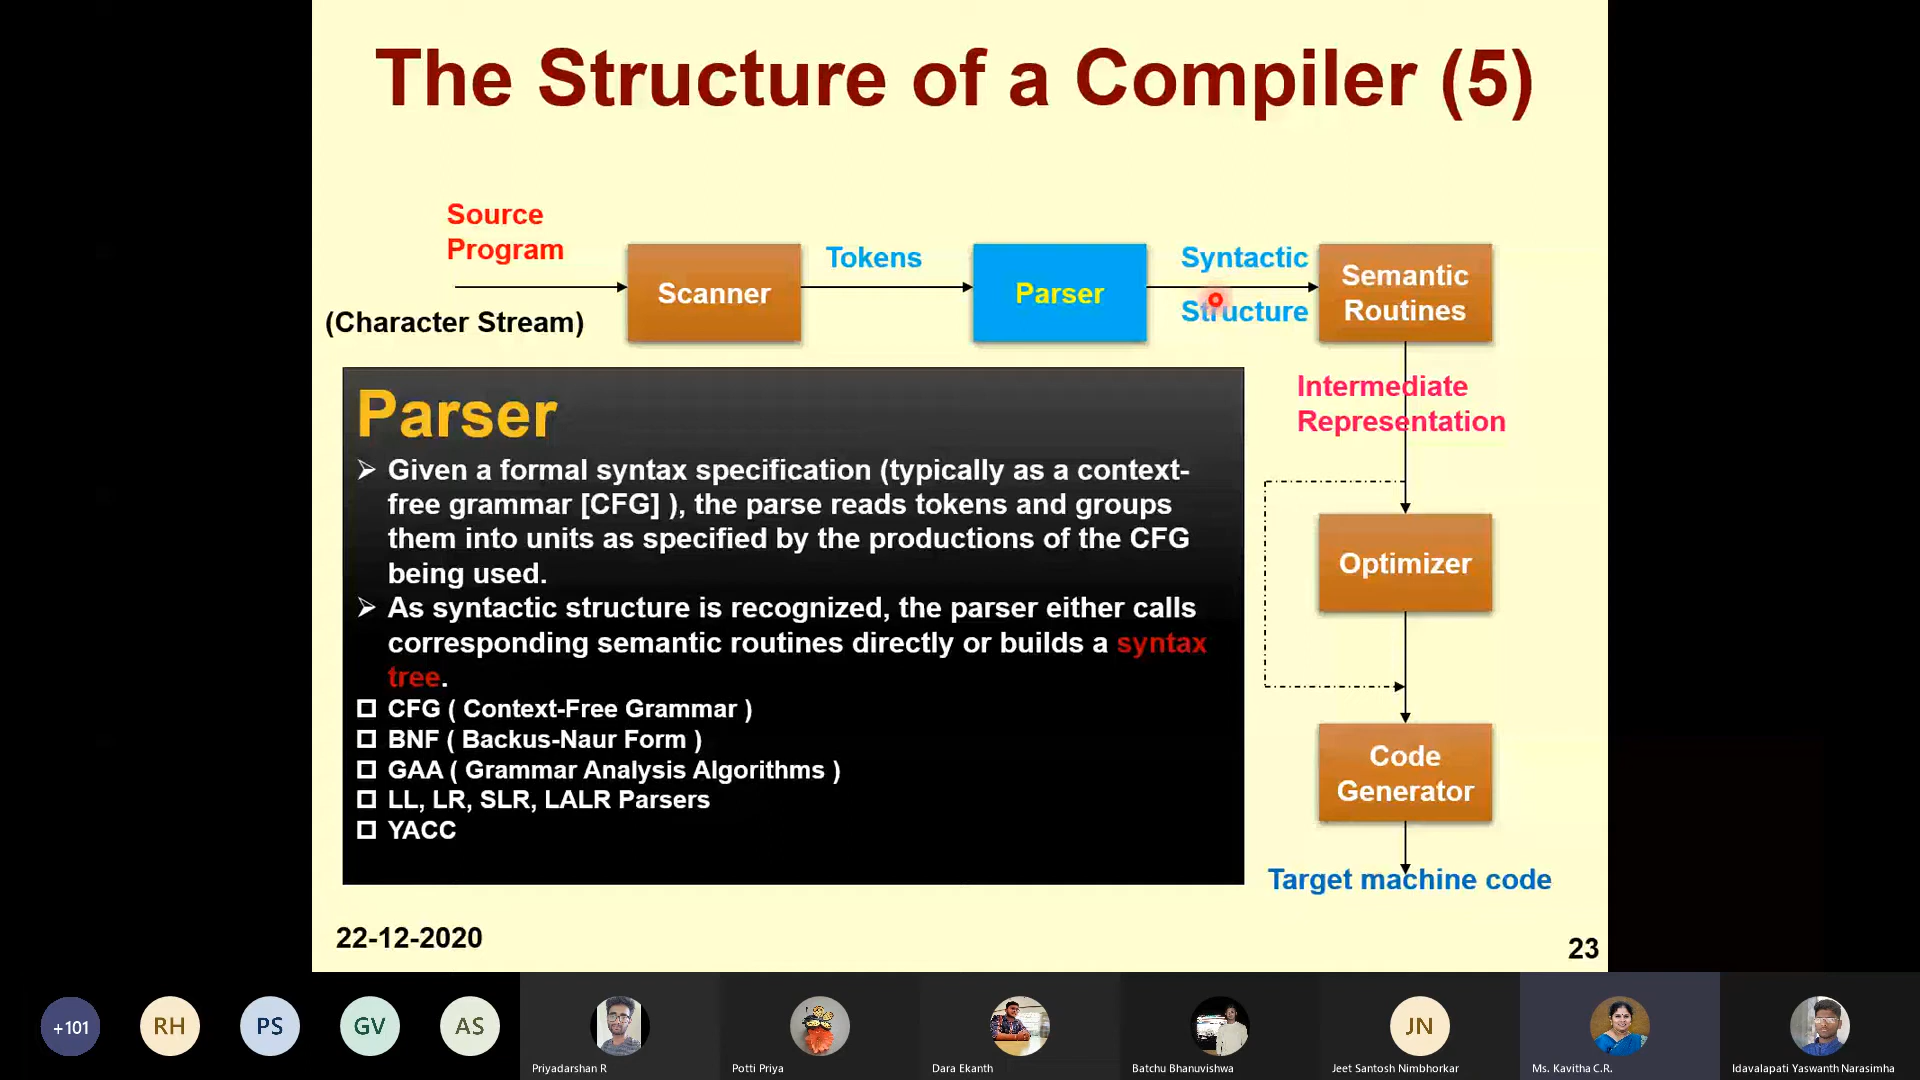 The Structure of a Compiler (5)
Source
Program
(Character Stream)
Scanner
Tokens
Parser
Syntactic
Structure
Semantic
Routines
Intermediate
Representation
Optimizer
Code
Generator
Target machine code
Parser
Given a formal syntax specification (typically as a context-
free grammar [CFG] ), the parse reads tokens and groups
them into units as specified by the productions of the CFG
being used.
As syntactic structure is recognized, the parser either calls
corresponding semantic routines directly or builds a syntax
tree.
CFG ( Context-Free Grammar )
BNF ( Backus-Naur Form )
GAA ( Grammar Analysis Algorithms )
LL, LR, SLR, LALR Parsers
YACC
22-12-2020
23
+101
RH
PS
GV
AS
JN
Priyadarshan R
Potti Priya
Dara Ekanth
Batchu Bhanuvishwa
Jeet Santosh Nimbhorkar
Ms. Kavitha C.R.
Idavalapati Yaswanth Narasimha